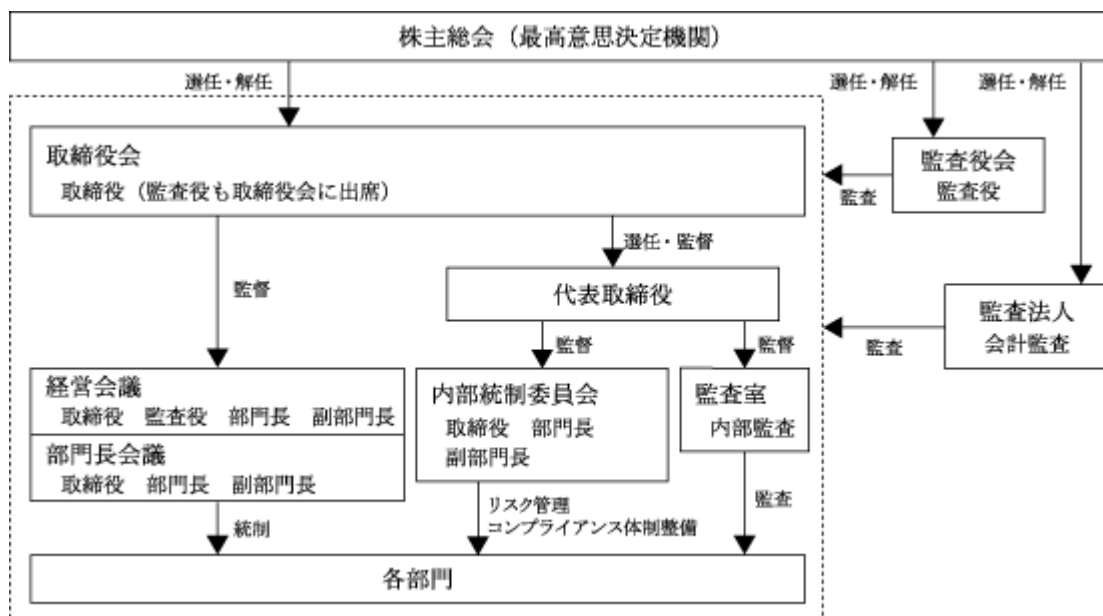 株主総会（最高意思決定機関）
選任・解任
選任・解任
選任・解任
取締役会
取締役（監査役も取締役会に出席）
監査役会
監査役
監査
選任・監督
監督
代表取締役
監査法人
会計監査
監査
監督
監督
経営会議
取締役　監査役　部門長　副部門長
部門長会議
取締役　部門長　副部門長
内部統制委員会
取締役　部門長
副部門長
監査室
内部監査
統制
リスク管理
コンプライアンス体制整備
監査
各部門